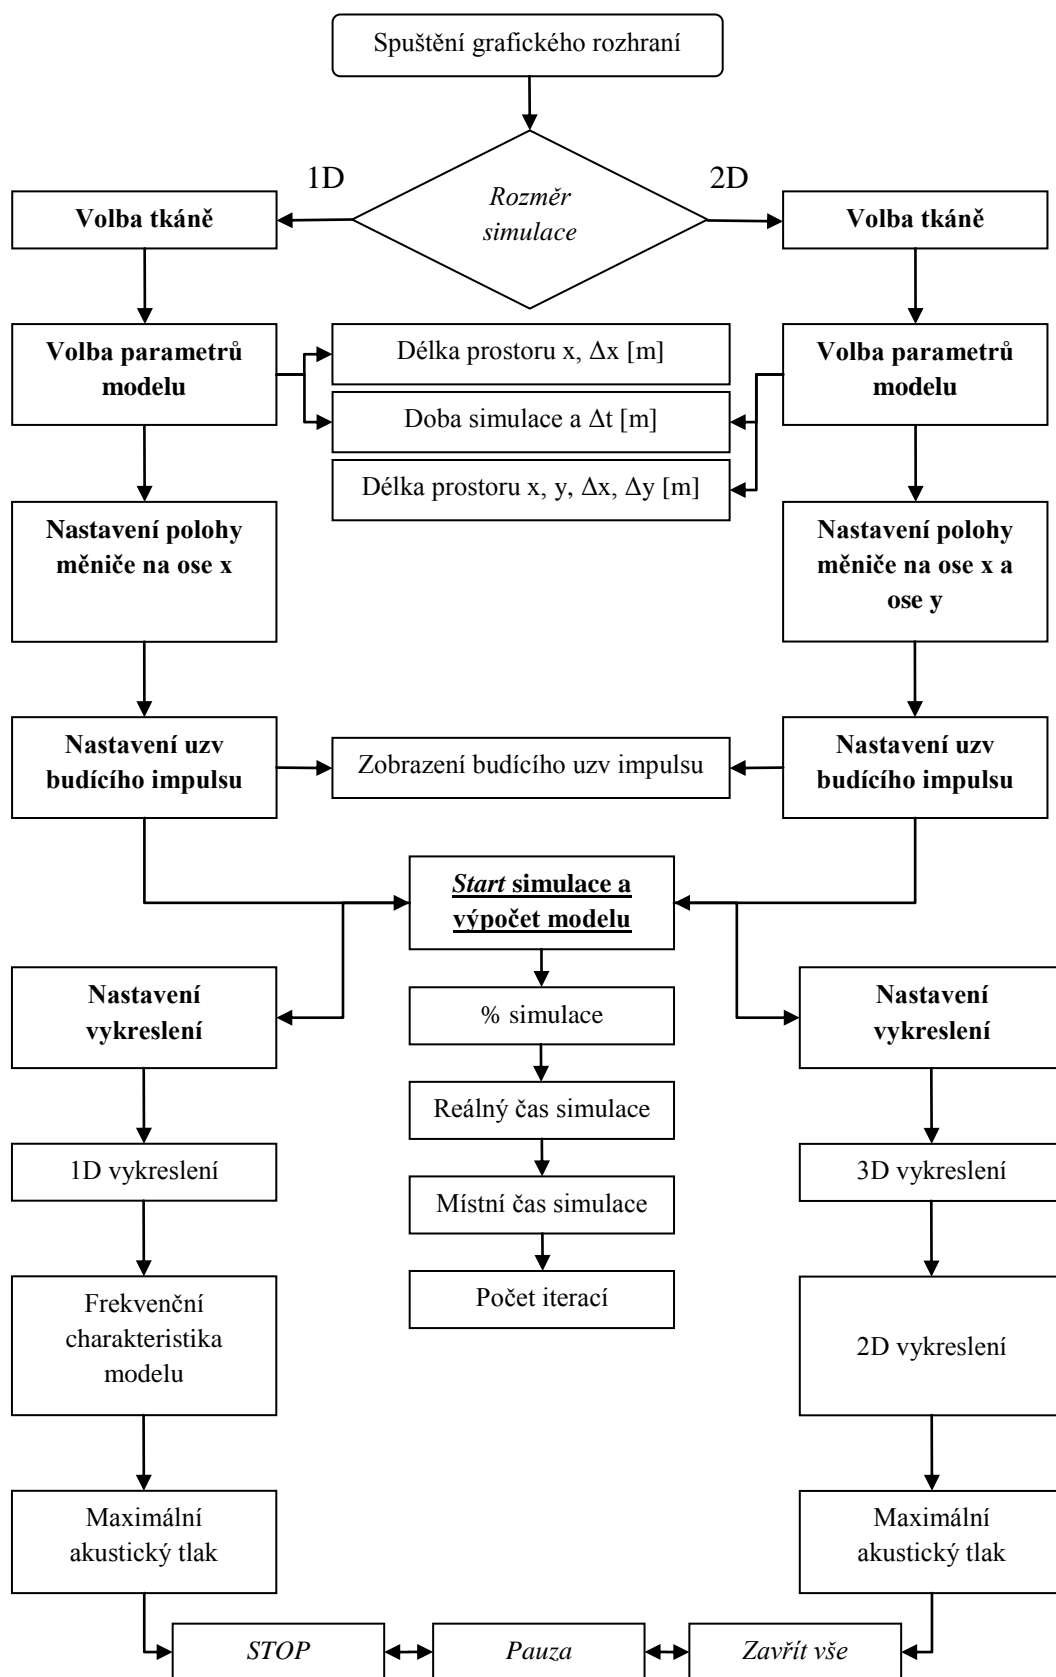 Spuštění grafického rozhraní
1D
2D
Rozměr
simulace
Volba tkáně
Volba tkáně
Volba parametrů
modelu
Délka prostoru x, Δx [m]
Doba simulace a Δt [m]
Délka prostoru x, y, Δx, Δy [m]
Volba parametrů
modelu
Nastavení polohy
měniče na ose x
Nastavení polohy
měniče na ose x a
ose y
Nastavení uzv
budícího impulsu
Zobrazení budícího uzv impulsu
Nastavení uzv
budícího impulsu
Start simulace a
výpočet modelu
Nastavení
vykreslení
% simulace
Nastavení
vykreslení
Reálný čas simulace
1D vykreslení
Místní čas simulace
3D vykreslení
Počet iterací
Frekvenční
charakteristika
modelu
2D vykreslení
Maximální
akustický tlak
Maximální
akustický tlak
STOP
Pauza
Zavřít vše